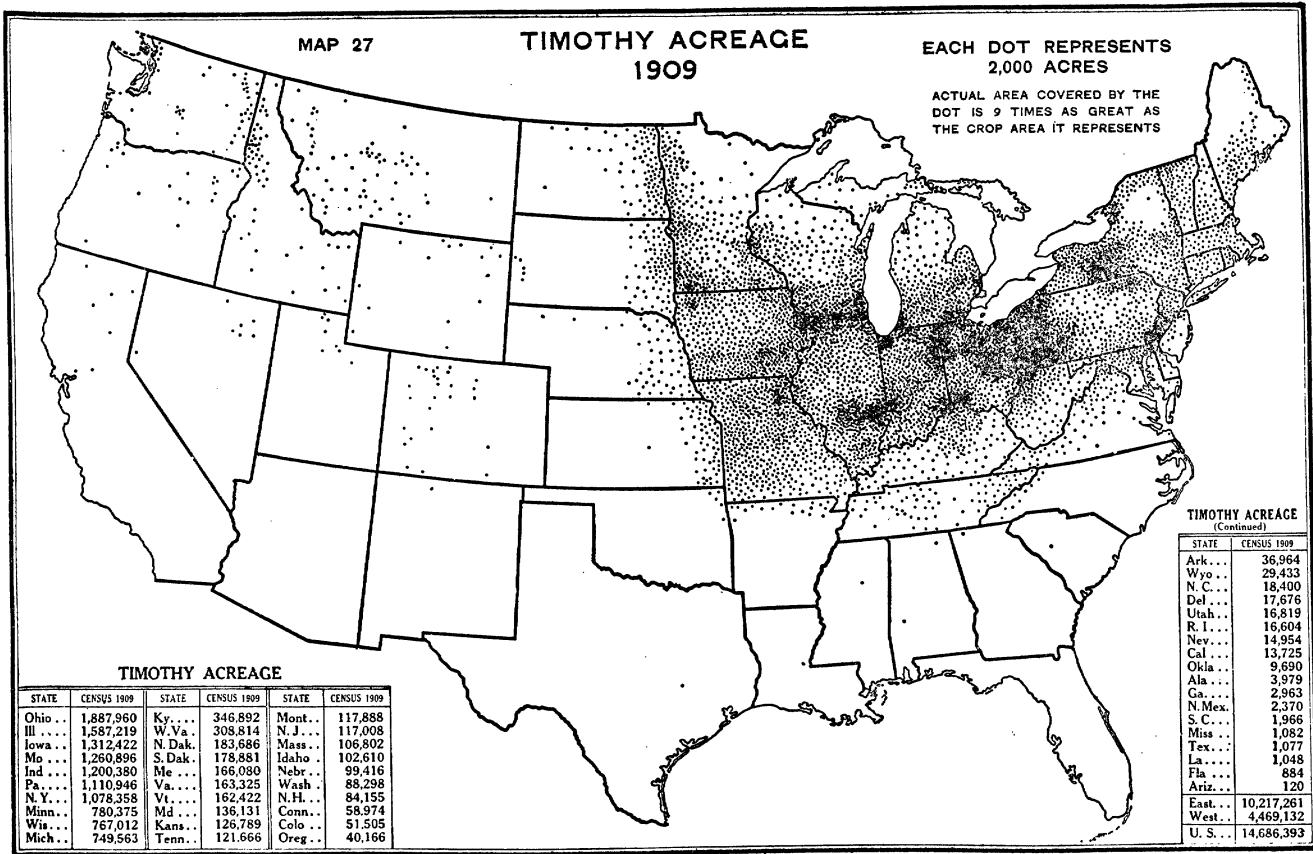 MAP 27
TIMOTHY ACREAGE
1909
EACH DOT REPRESENTS
2,000 ACRES
ACTUAL AREA COVERED BY THE
DOT IS 9 TIMES AS GREAT AS
THE CROP AREA IT REPRESENTS
TIMOTHY ACREAGE
STATE CENSUS 1909 STATE CENSUS 1909 STATE CENSUS 1909
Ohio .. 1,887,960 Ky.... 346,892 Mont.. 117,888
Ill .... 1,587,219 W.Va. 308,814 N.J... 117,008
Iowa .. 1,312,422 N. Dak. 183,686 Mass.. 106,802
Mo ... 1,260,896 S. Dak. 178,881 Idaho . 102,610
Ind ... 1,200,380 Me ... 166,080 Nebr .. 99,416
Pa.... 1,110,946 Va.... 163,325 Wash . 88,298
N.Y... 1,078,358 Vt.... 162,422 N.H... 84,155
Minn.. 780,375 Md ... 136,131 Conn.. 58,974
Wis... 767,012 Kans.. 126,789 Colo .. 51,505
Mich.. 749,563 Tenn.. 121,666 Oreg.. 40,166
TIMOTHY ACREAGE
(Continued)
STATE CENSUS 1909
Ark... 36,964
Wyo .. 29,433
N. C... 18,400
Del ... 17,676
Utah.. 16,819
R. I... 16,604
Nev... 14,954
Cal ... 13,725
Okla.. 9,690
Ala ... 3,979
Ga.... 2,963
N. Mex. 2,370
S. C... 1,966
Miss .. 1,082
Tex... 1,077
La.... 1,048
Fla ... 884
Ariz.. 120
East... 10,217,261
West.. 4,469,132
U. S... 14,686,393